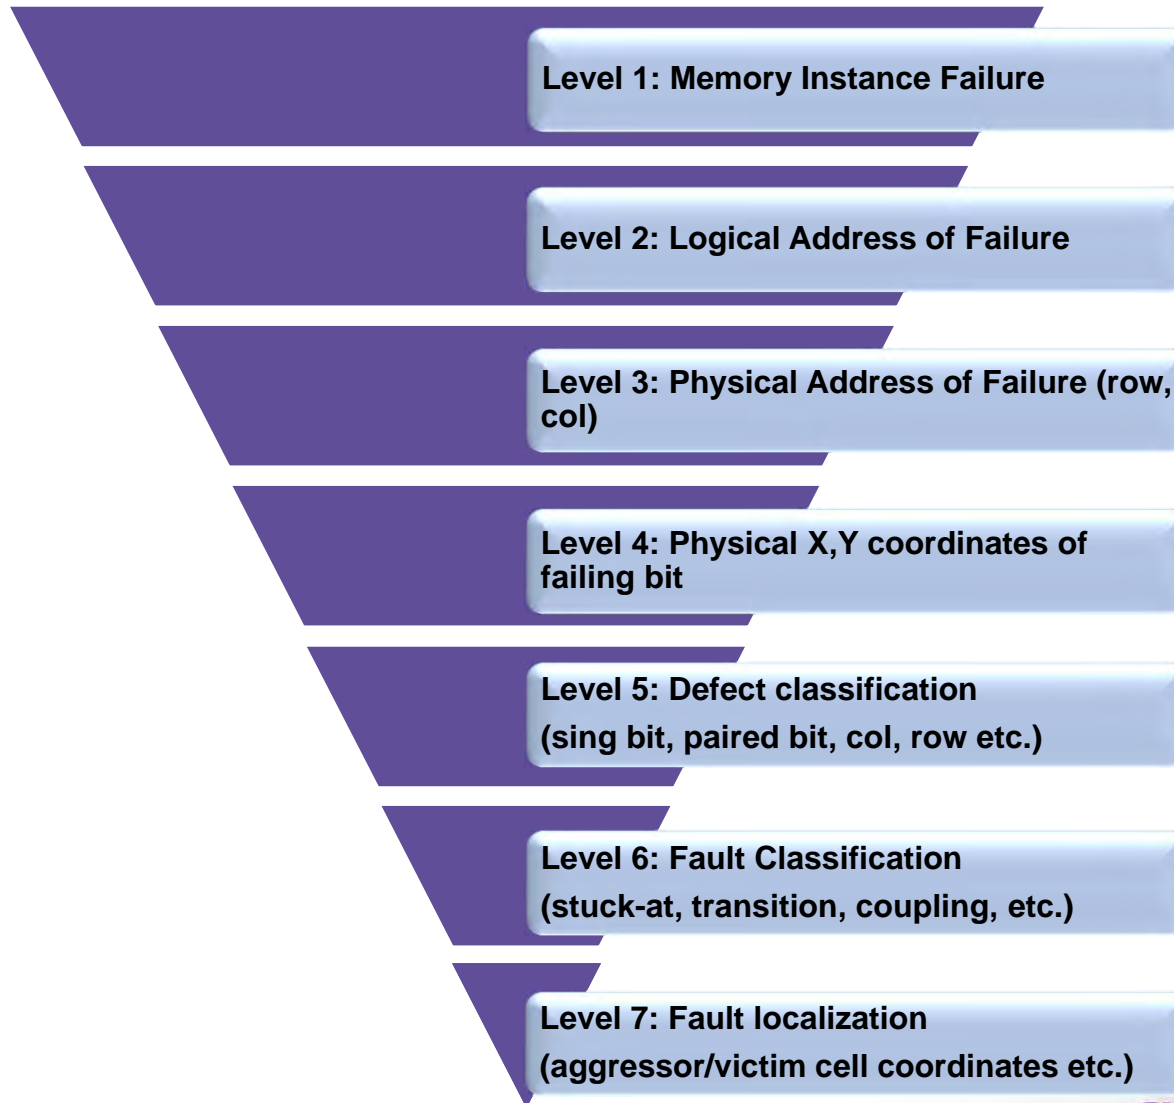 Level 1: Memory Instance Failure
Level 2: Logical Address of Failure
Level 3: Physical Address of Failure (row,
col)
Level 4: Physical X,Y coordinates of
failing bit
Level 5: Defect classification
(sing bit, paired bit, col, row etc.)
Level 6: Fault Classification
(stuck-at, transition, coupling, etc.)
Level 7: Fault localization
(aggressor/victim cell coordinates etc.)